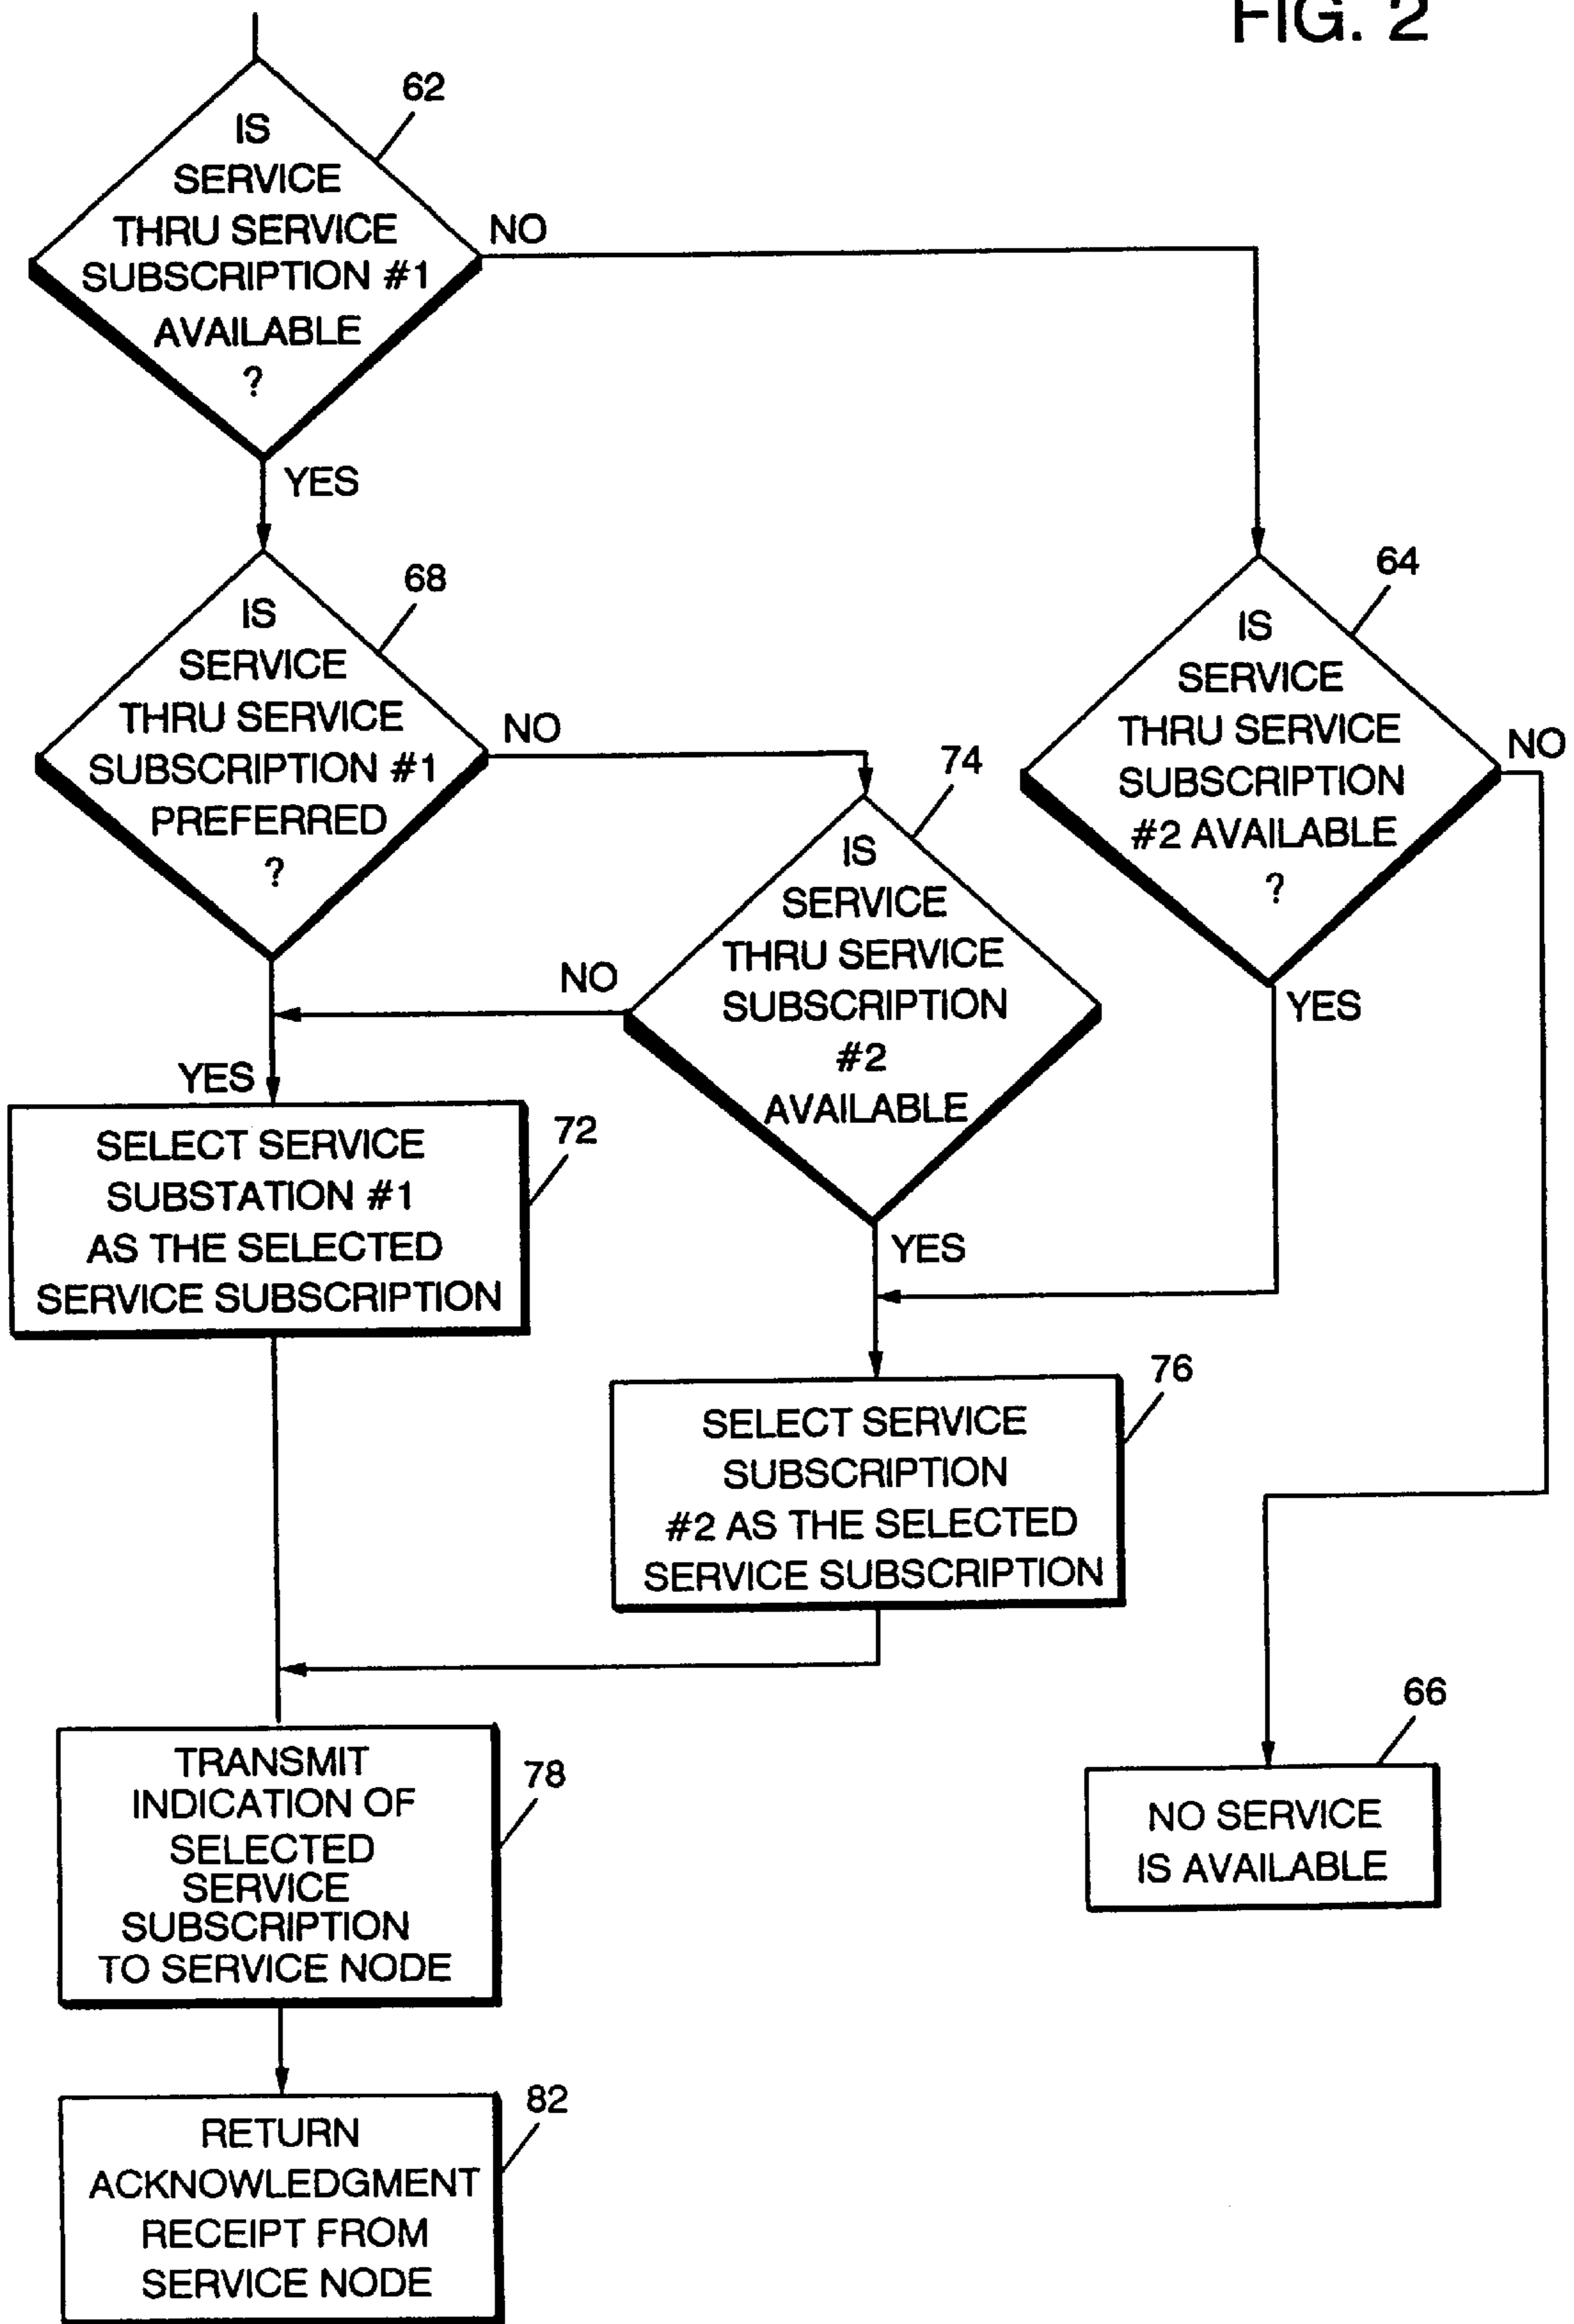 FIG. 2
62
IS
SERVICE
THRU SERVICE
SUBSCRIPTION #1
AVAILABLE
?
NO
YES
68
IS
SERVICE
THRU SERVICE
SUBSCRIPTION #1
PREFERRED
?
NO
YES
64
IS
SERVICE
THRU SERVICE
SUBSCRIPTION
#2 AVAILABLE
?
NO
YES
74
IS
SERVICE
THRU SERVICE
SUBSCRIPTION
#2
AVAILABLE
NO
YES
72
SELECT SERVICE
SUBSTATION #1
AS THE SELECTED
SERVICE SUBSCRIPTION
76
SELECT SERVICE
SUBSCRIPTION
#2 AS THE SELECTED
SERVICE SUBSCRIPTION
66
NO SERVICE
IS AVAILABLE
78
TRANSMIT
INDICATION OF
SELECTED
SERVICE
SUBSCRIPTION
TO SERVICE NODE
82
RETURN
ACKNOWLEDGMENT
RECEIPT FROM
SERVICE NODE